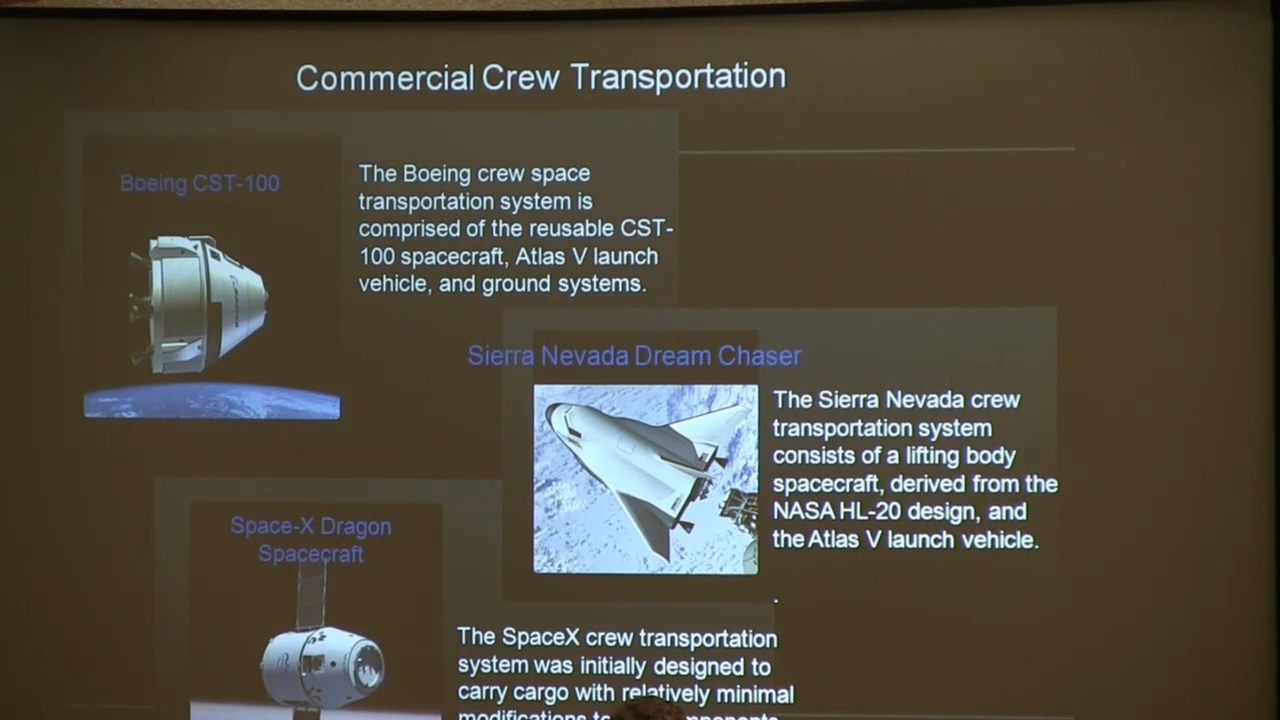 Commercial Crew Transportation
Boeing CST-100
The Boeing crew space
transportation system is
comprised of the reusable CST-
100 spacecraft, Atlas V launch
vehicle, and ground systems.
Sierra Nevada Dream Chaser
The Sierra Nevada crew
transportation system
consists of a lifting body
spacecraft, derived from the
NASA HL-20 design, and
the Atlas V launch vehicle.
Space-X Dragon
Spacecraft
The SpaceX crew transportation
system was initially designed to
carry cargo with relatively minimal
modifications